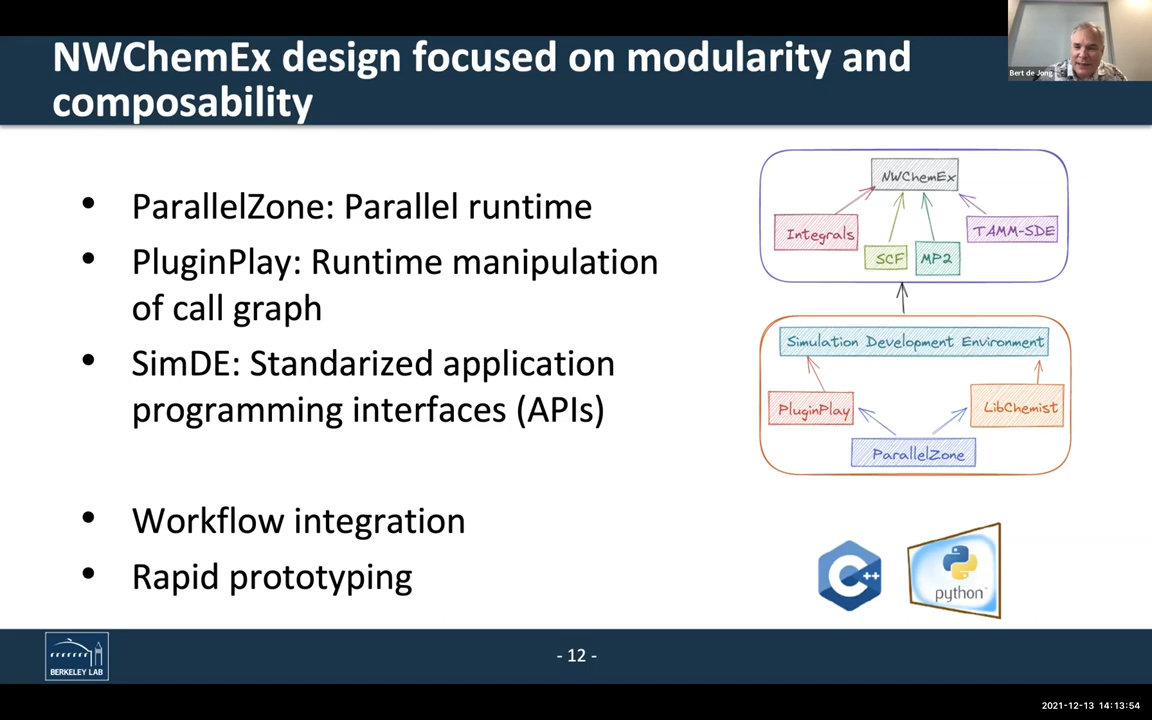 NWChemEx design focused on modularity and
composability
Bert de Jong
• ParallelZone: Parallel runtime
• PluginPlay: Runtime manipulation
of call graph
• SimDE: Standarized application
programming interfaces (APIs)
• Workflow integration
• Rapid prototyping
NWChemEx
Integrals
SCF
MP2
TAMM-SDE
Simulation Development Environment
PluginPlay
LibChemist
ParallelZone
C++
python
BERKELEY LAB
- 12 -
2021-12-13 14:13:54